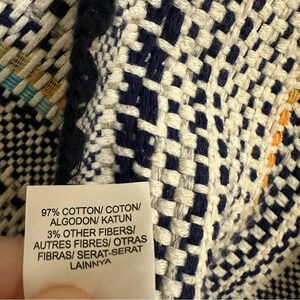 97% COTTON/ COTON/
ALGODON/ KATUN
3% OTHER FIBERS/
AUTRES FIBRES/ OTRAS
FIBRAS/ SERAT-SERAT
LAINNYA